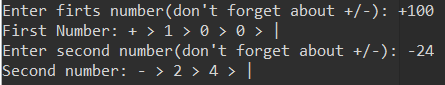 Enter firts number(don't forget about +/-): +100
First Number: + > 1 > 0 > 0 > |
Enter second number(don't forget about +/-): -24
Second number: - > 2 > 4 > |